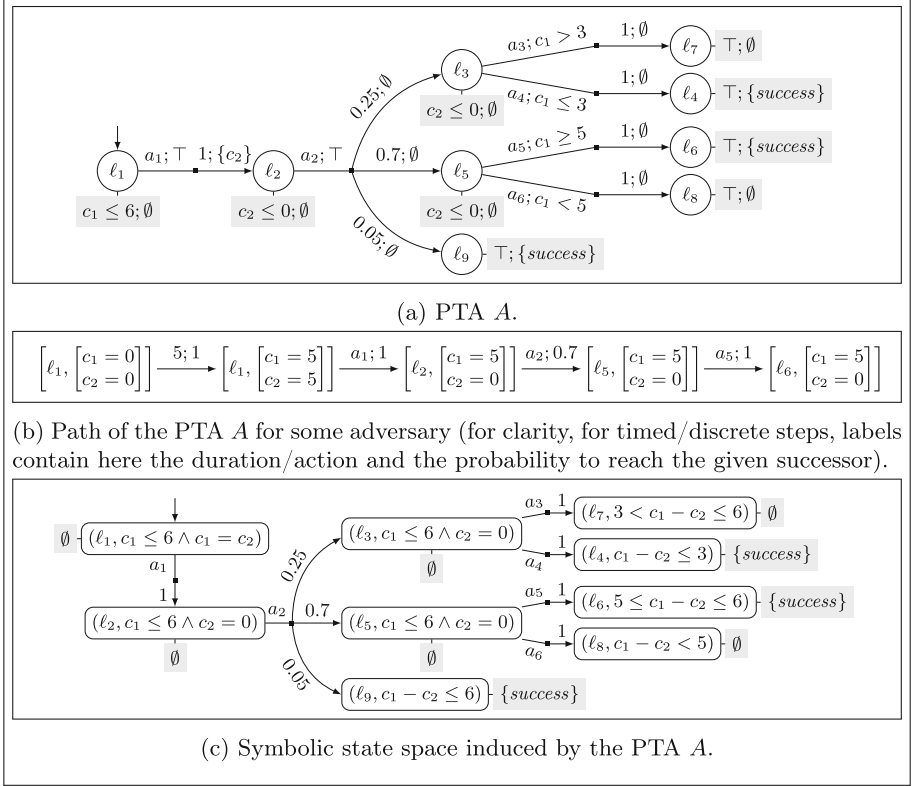 a₃; c₁ > 3
1; ∅
ℓ₇
⊤; ∅
ℓ₃
c₂ ≤ 0; ∅
a₄; c₁ ≤ 3
1; ∅
ℓ₄
⊤; {success}
0.25; ∅
a₁; ⊤
1; {c₂}
a₂; ⊤
0.7; ∅
a₅; c₁ ≥ 5
1; ∅
ℓ₆
⊤; {success}
ℓ₁
ℓ₂
ℓ₅
c₁ ≤ 6; ∅
c₂ ≤ 0; ∅
c₂ ≤ 0; ∅
a₆; c₁ < 5
1; ∅
ℓ₈
⊤; ∅
0.05; ∅
ℓ₉
⊤; {success}
(a) PTA A.
[ℓ₁, [c₁ = 0 c₂ = 0]] 5; 1 [ℓ₁, [c₁ = 5 c₂ = 5]] a₁; 1 [ℓ₂, [c₁ = 5 c₂ = 0]] a₂; 0.7 [ℓ₅, [c₁ = 5 c₂ = 0]] a₅; 1 [ℓ₆, [c₁ = 5 c₂ = 0]]
(b) Path of the PTA A for some adversary (for clarity, for timed/discrete steps, labels
contain here the duration/action and the probability to reach the given successor).
∅
(ℓ₁, c₁ ≤ 6 ∧ c₁ = c₂)
a₁
1
(ℓ₂, c₁ ≤ 6 ∧ c₂ = 0)
∅
a₂
0.25
0.7
0.05
(ℓ₃, c₁ ≤ 6 ∧ c₂ = 0)
∅
a₃
1
(ℓ₇, 3 < c₁ − c₂ ≤ 6)
∅
a₄
1
(ℓ₄, c₁ − c₂ ≤ 3)
{success}
(ℓ₅, c₁ ≤ 6 ∧ c₂ = 0)
∅
a₅
1
(ℓ₆, 5 ≤ c₁ − c₂ ≤ 6)
{success}
a₆
1
(ℓ₈, c₁ − c₂ < 5)
∅
(ℓ₉, c₁ − c₂ ≤ 6)
{success}
(c) Symbolic state space induced by the PTA A.